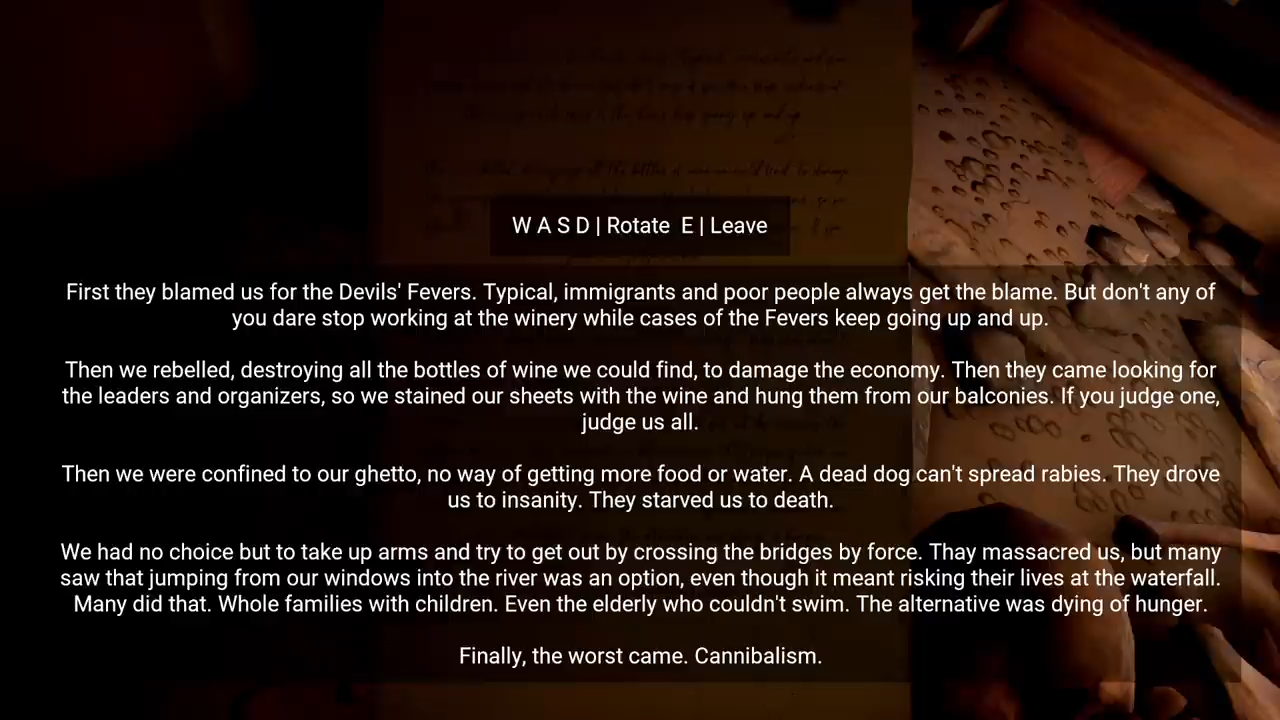 W A S D | Rotate  E | Leave
First they blamed us for the Devils' Fevers. Typical, immigrants and poor people always get the blame. But don't any of
you dare stop working at the winery while cases of the Fevers keep going up and up.
Then we rebelled, destroying all the bottles of wine we could find, to damage the economy. Then they came looking for
the leaders and organizers, so we stained our sheets with the wine and hung them from our balconies. If you judge one,
judge us all.
Then we were confined to our ghetto, no way of getting more food or water. A dead dog can't spread rabies. They drove
us to insanity. They starved us to death.
We had no choice but to take up arms and try to get out by crossing the bridges by force. Thay massacred us, but many
saw that jumping from our windows into the river was an option, even though it meant risking their lives at the waterfall.
Many did that. Whole families with children. Even the elderly who couldn't swim. The alternative was dying of hunger.
Finally, the worst came. Cannibalism.